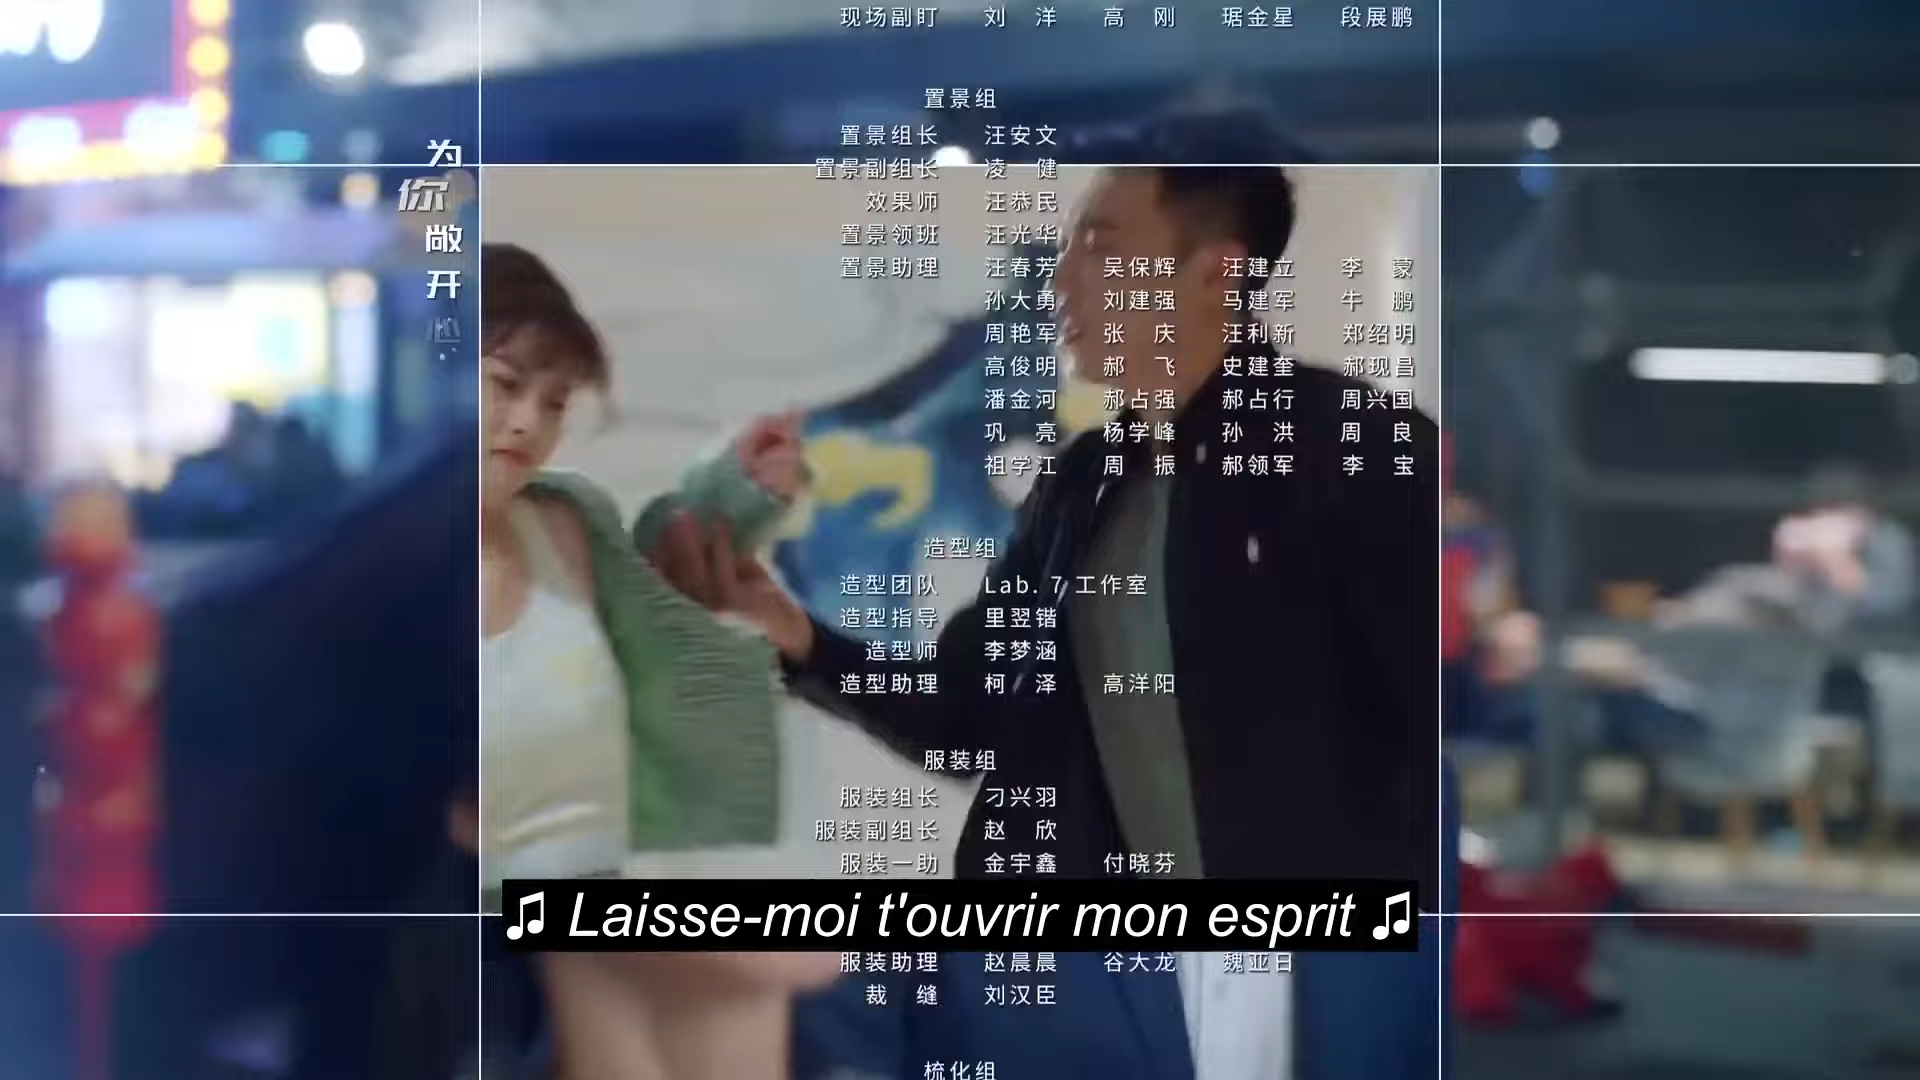 现场副盯 刘洋 高刚 琚金星 段展鹏
置景组
置景组长 汪安文
置景副组长 凌健
效果师 汪恭民
置景领班 汪光华
置景助理 汪春芳 吴保辉 汪建立 李蒙
孙大勇 刘建强 马建军 牛鹏
周艳军 张庆 汪利新 郑绍明
高俊明 郝飞 史建奎 郝现昌
潘金河 郝占强 郝占行 周兴国
巩亮 杨学峰 孙洪 周良
祖学江 周振 郝领军 李宝
为你敞开
造型组
造型团队 Lab. 7 工作室
造型指导 里翌锴
造型师 李梦涵
造型助理 柯泽 高洋阳
服装组
服装组长 刁兴羽
服装副组长 赵欣
服装一助 金宇鑫 付晓芬
♫ Laisse-moi t'ouvrir mon esprit ♫
服装助理 赵晨晨 谷大龙 魏亚日
裁缝 刘汉臣
梳化组